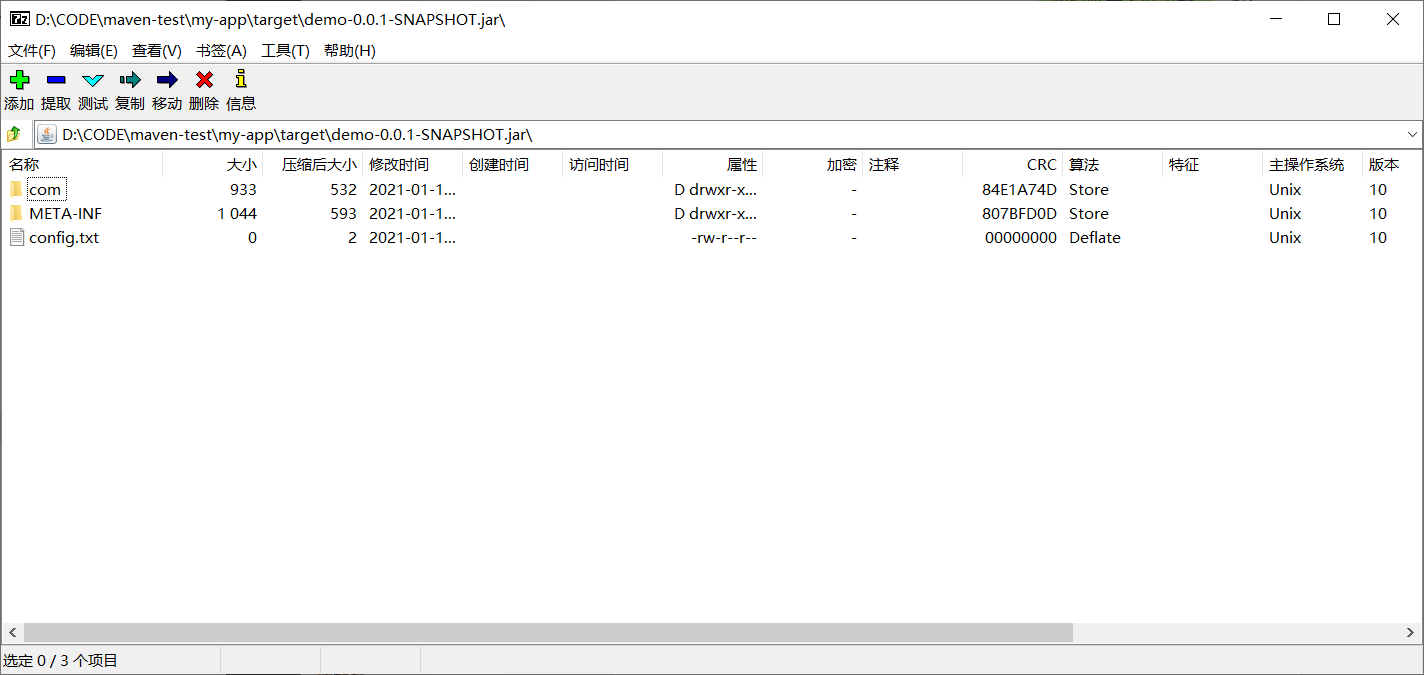 D:\CODE\maven-test\my-app\target\demo-0.0.1-SNAPSHOT.jar\
文件(F) 编辑(E) 查看(V) 书签(A) 工具(T) 帮助(H)
添加 提取 测试 复制 移动 删除 信息
D:\CODE\maven-test\my-app\target\demo-0.0.1-SNAPSHOT.jar\
名称 大小 压缩后大小 修改时间 创建时间 访问时间 属性 加密 注释 CRC 算法 特征 主操作系统 版本
com 933 532 2021-01-1... D drwxr-x... - 84E1A74D Store Unix 10
META-INF 1 044 593 2021-01-1... D drwxr-x... - 807BFD0D Store Unix 10
config.txt 0 2 2021-01-1... -rw-r--r-- - 00000000 Deflate Unix 10
选定 0 / 3 个项目